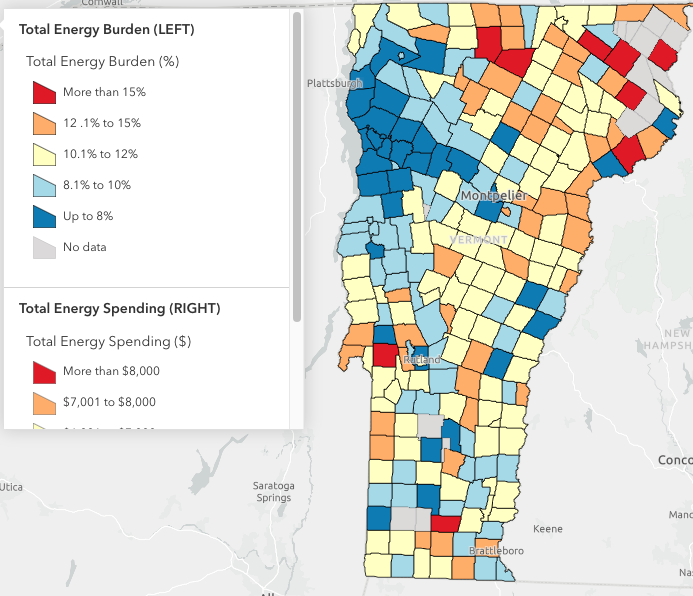 Cornwall
Total Energy Burden (LEFT)
Total Energy Burden (%)
More than 15%
12 .1% to 15%
10.1% to 12%
8.1% to 10%
Up to 8%
No data
Total Energy Spending (RIGHT)
Total Energy Spending ($)
More than $8,000
$7,001 to $8,000
Plattsburgh
Montpelier
VERMONT
NEW
HAMPSH
Rutland
Utica
Saratoga
Springs
Conco
Keene
Manc
Brattleboro
Nas